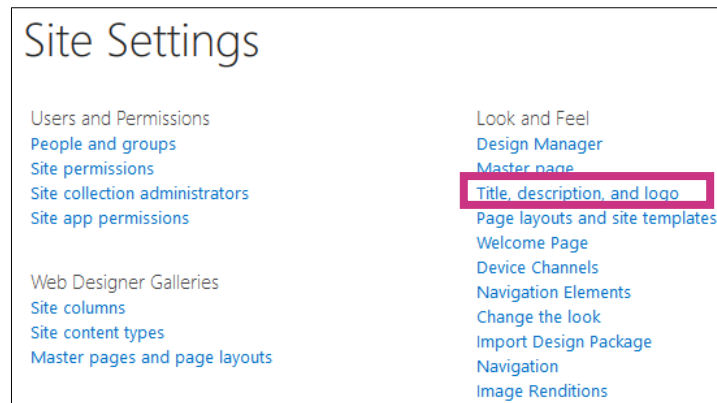 Site Settings
Users and Permissions
People and groups
Site permissions
Site collection administrators
Site app permissions
Web Designer Galleries
Site columns
Site content types
Master pages and page layouts
Look and Feel
Design Manager
Master page
Title, description, and logo
Page layouts and site templates
Welcome Page
Device Channels
Navigation Elements
Change the look
Import Design Package
Navigation
Image Renditions